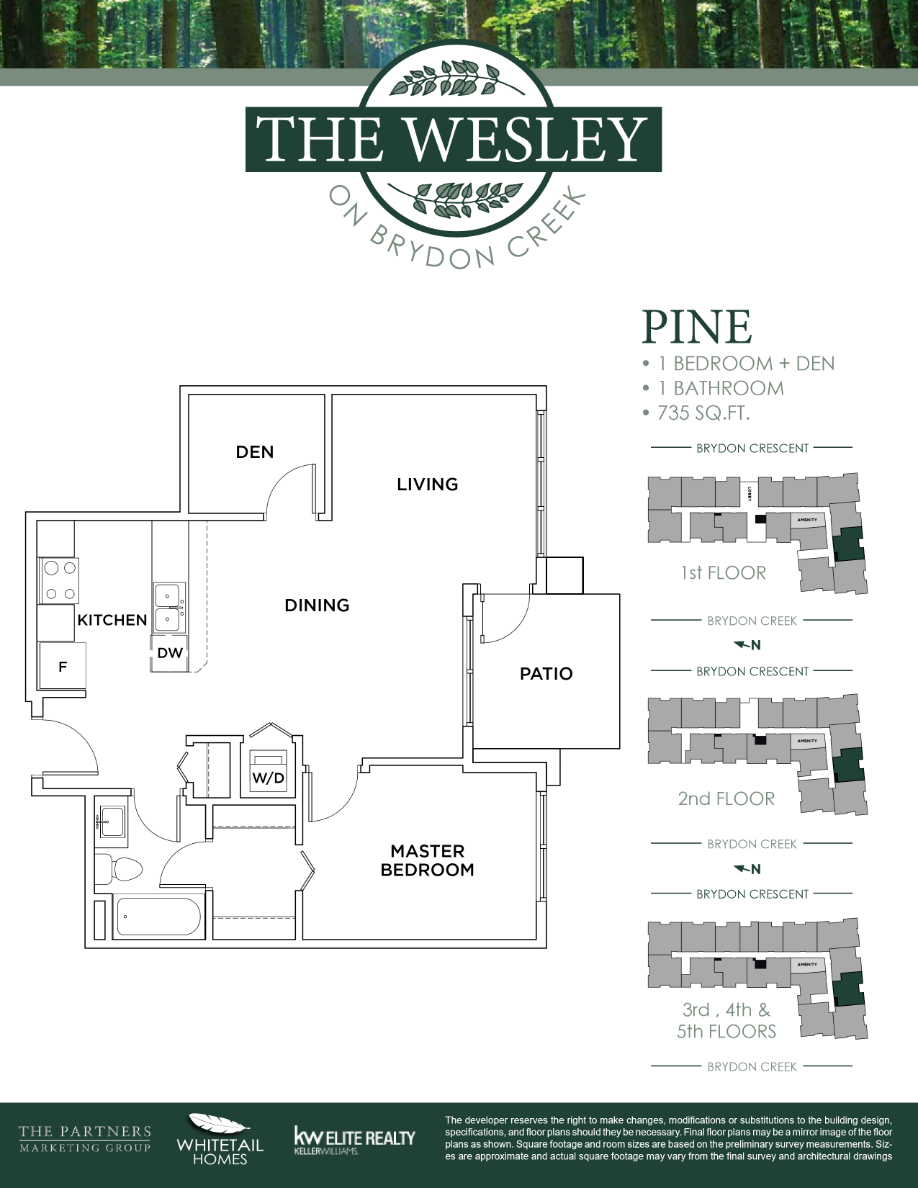 THE WESLEY
ON BRYDON CREEK
PINE
• 1 BEDROOM + DEN
• 1 BATHROOM
• 735 SQ.FT.
DEN
LIVING
DINING
KITCHEN
DW
F
PATIO
W/D
MASTER
BEDROOM
BRYDON CRESCENT
LOBBY
AMENITY
1st FLOOR
BRYDON CREEK
N
BRYDON CRESCENT
AMENITY
2nd FLOOR
BRYDON CREEK
N
BRYDON CRESCENT
AMENITY
3rd , 4th &
5th FLOORS
BRYDON CREEK
THE PARTNERS
MARKETING GROUP
WHITETAIL
HOMES
kw ELITE REALTY
KELLERWILLIAMS.
The developer reserves the right to make changes, modifications or substitutions to the building design,
specifications, and floor plans should they be necessary. Final floor plans may be a mirror image of the floor
plans as shown. Square footage and room sizes are based on the preliminary survey measurements. Siz-
es are approximate and actual square footage may vary from the final survey and architectural drawings